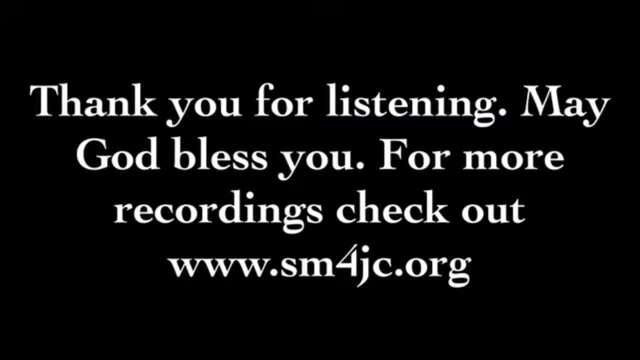 Thank you for listening. May
God bless you. For more
recordings check out
www.sm4jc.org